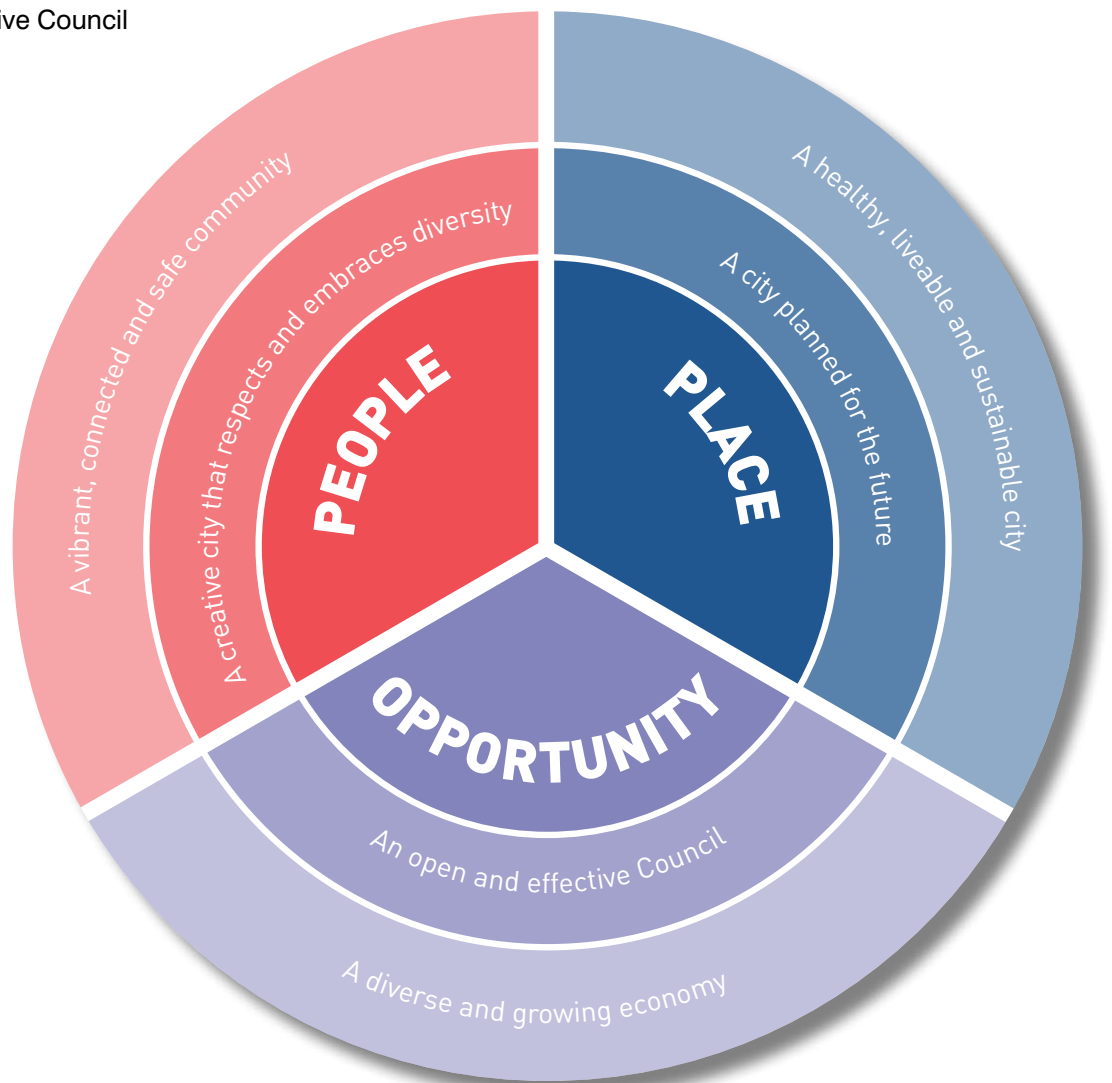 ive Council
A vibrant, connected and safe community
A creative city that respects and embraces diversity
PEOPLE
A healthy, liveable and sustainable city
A city planned for the future
PLACE
OPPORTUNITY
An open and effective Council
A diverse and growing economy